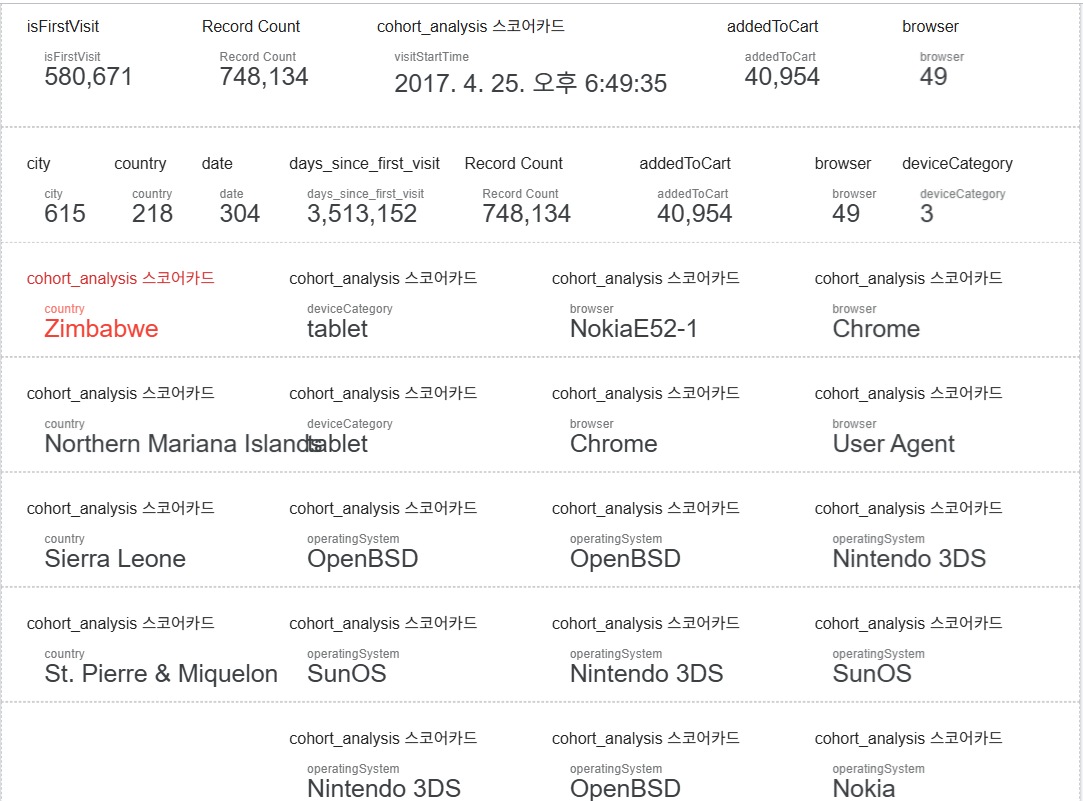 isFirstVisit Record Count cohort_analysis 스코어카드 addedToCart browser
isFirstVisit Record Count visitStartTime addedToCart browser
580,671 748,134 2017. 4. 25. 오후 6:49:35 40,954 49
city country date days_since_first_visit Record Count addedToCart browser deviceCategory
city country date days_since_first_visit Record Count addedToCart browser deviceCategory
615 218 304 3,513,152 748,134 40,954 49 3
cohort_analysis 스코어카드 cohort_analysis 스코어카드 cohort_analysis 스코어카드 cohort_analysis 스코어카드
country deviceCategory browser browser
Zimbabwe tablet NokiaE52-1 Chrome
cohort_analysis 스코어카드 cohort_analysis 스코어카드 cohort_analysis 스코어카드 cohort_analysis 스코어카드
country deviceCategory browser browser
Northern Mariana Islands tablet Chrome User Agent
cohort_analysis 스코어카드 cohort_analysis 스코어카드 cohort_analysis 스코어카드 cohort_analysis 스코어카드
country operatingSystem operatingSystem operatingSystem
Sierra Leone OpenBSD OpenBSD Nintendo 3DS
cohort_analysis 스코어카드 cohort_analysis 스코어카드 cohort_analysis 스코어카드 cohort_analysis 스코어카드
country operatingSystem operatingSystem operatingSystem
St. Pierre & Miquelon SunOS Nintendo 3DS SunOS
cohort_analysis 스코어카드 cohort_analysis 스코어카드 cohort_analysis 스코어카드
operatingSystem operatingSystem operatingSystem
Nintendo 3DS OpenBSD Nokia